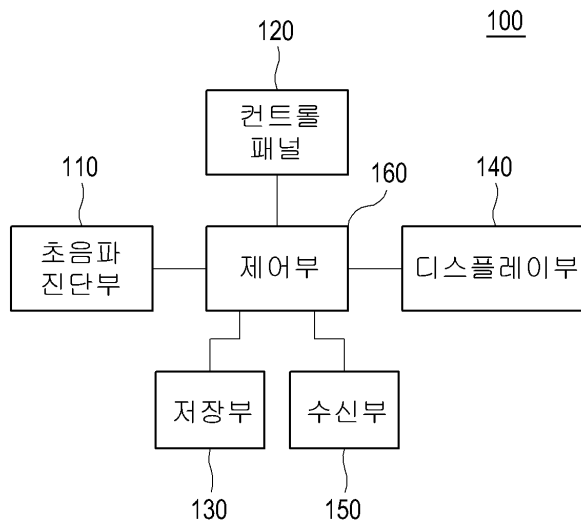 100
120
컨트롤
패널
110
160
140
초음파
진단부
제어부
디스플레이부
저장부
수신부
130
150